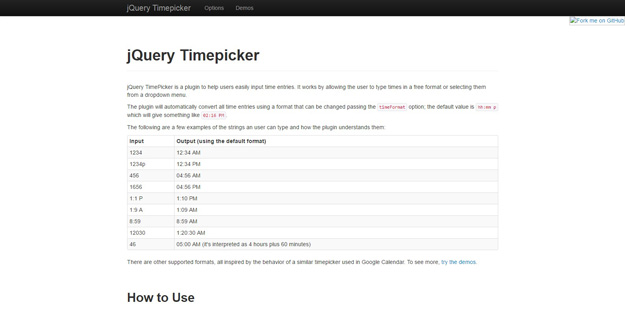 jQuery Timepicker Options Demos
Fork me on GitHub
jQuery Timepicker
jQuery TimePicker is a plugin to help users easily input time entries. It works by allowing the user to type times in a free format or selecting them
from a dropdown menu.
The plugin will automatically convert all time entries using a format that can be changed passing the timeFormat option; the default value is hh:mm p
which will give something like 02:16 PM.
The following are a few examples of the strings an user can type and how the plugin understands them:
Input Output (using the default format)
1234 12:34 AM
1234p 12:34 PM
456 04:56 AM
1656 04:56 PM
1:1 P 1:10 PM
1:9 A 1:09 AM
8:59 8:59 AM
12030 1:20:30 AM
46 05:00 AM (it's interpreted as 4 hours plus 60 minutes)
There are other supported formats, all inspired by the behavior of a similar timepicker used in Google Calendar. To see more, try the demos.
How to Use